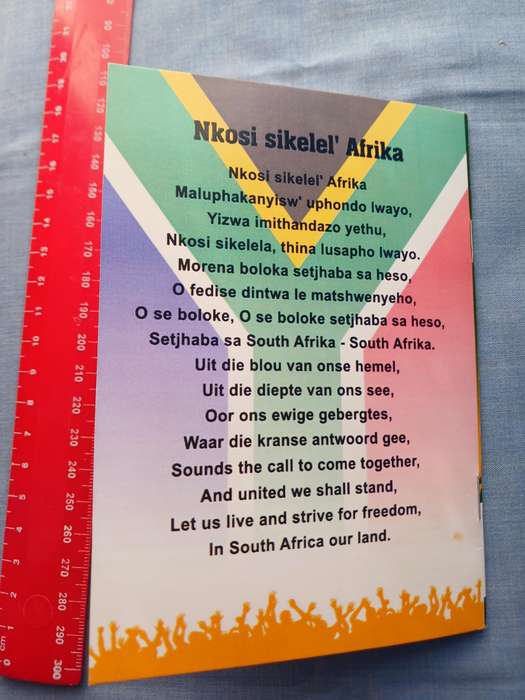 Nkosi sikelel' Afrika
Nkosi sikelel' Afrika
Maluphakanyisw' uphondo lwayo,
Yizwa imithandazo yethu,
Nkosi sikelela, thina lusapho lwayo.
Morena boloka setjhaba sa heso,
O fedise dintwa le matshwenyeho,
O se boloke, O se boloke setjhaba sa heso,
Setjhaba sa South Afrika - South Afrika.
Uit die blou van onse hemel,
Uit die diepte van ons see,
Oor ons ewige gebergtes,
Waar die kranse antwoord gee,
Sounds the call to come together,
And united we shall stand,
Let us live and strive for freedom,
In South Africa our land.